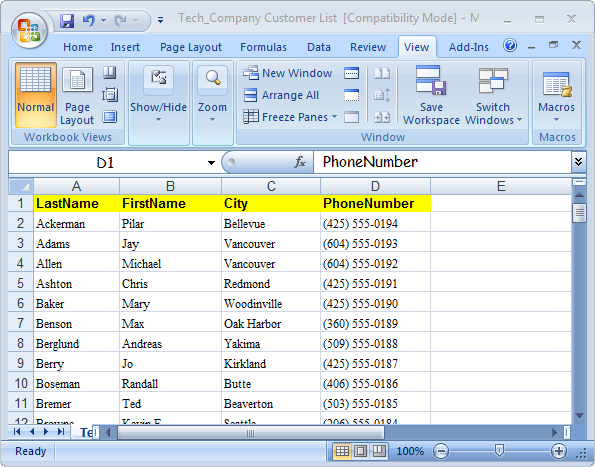 Tech_Company Customer List [Compatibility Mode] - M
Home Insert Page Layout Formulas Data Review View Add-Ins
Normal Page Layout Show/Hide Zoom New Window Save Workspace Switch Windows Macros
Arrange All
Freeze Panes
Workbook Views Window Macros
D1 fx PhoneNumber
A B C D E
1 LastName FirstName City PhoneNumber
2 Ackerman Pilar Bellevue (425) 555-0194
3 Adams Jay Vancouver (604) 555-0193
4 Allen Michael Vancouver (604) 555-0192
5 Ashton Chris Redmond (425) 555-0191
6 Baker Mary Woodinville (425) 555-0190
7 Benson Max Oak Harbor (360) 555-0189
8 Berglund Andreas Yakima (509) 555-0188
9 Berry Jo Kirkland (425) 555-0187
10 Boseman Randall Butte (406) 555-0186
11 Bremer Ted Beaverton (503) 555-0185
12 Kevin F Seattle (206) 555-0184
Te
Ready 100%